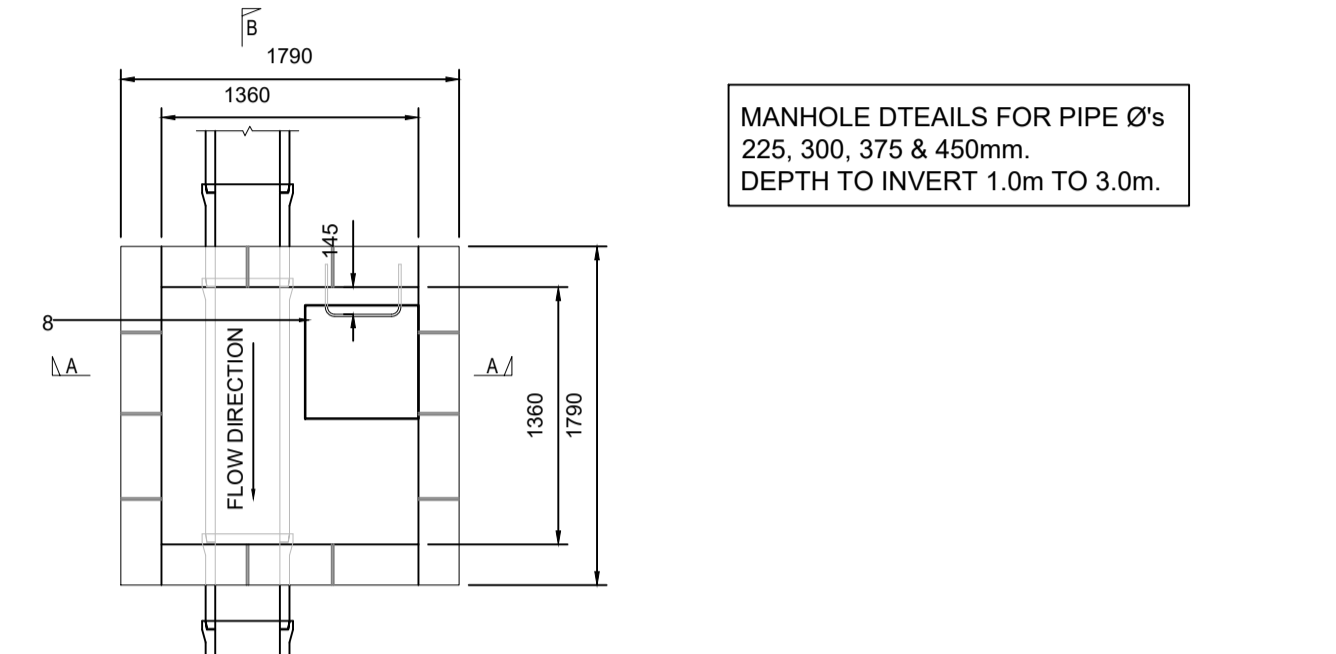 B
1790
1360
MANHOLE DTEAILS FOR PIPE Ø's
225, 300, 375 & 450mm.
DEPTH TO INVERT 1.0m TO 3.0m.
145
8
A
A
FLOW DIRECTION
1360
1790